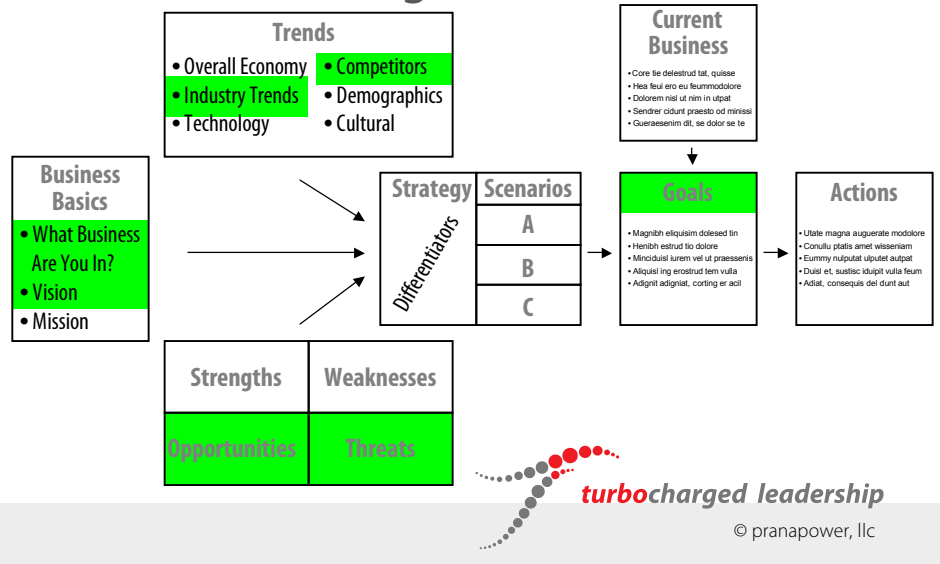 Trends
• Overall Economy
• Industry Trends
• Technology
• Competitors
• Demographics
• Cultural
Current
Business
• Core tie delestrud tat, quisse
• Hea feui ero eu feummodolore
• Dolorem nisl ut nim in utpat
• Sendrer cidunt praesto od minissi
• Gueraesenim dit, se dolor se te
Business
Basics
• What Business
Are You In?
• Vision
• Mission
Strategy
Differentiators
Scenarios
A
B
C
Goals
• Magnibh eliquisim dolesed tin
• Henibh estrud tio dolore
• Minciduisl iurem vel ut praessenis
• Aliquisl ing erostrud tem vulla
• Adignit adigniat, corting er acil
Actions
• Utate magna auguerate modolore
• Conullu ptatis amet wisseniam
• Eummy nulputat ulputet autpat
• Duisl et, sustisc iduipit vulla feum
• Adiat, consequis del dunt aut
Strengths
Weaknesses
Opportunities
Threats
turbocharged leadership
© pranapower, llc